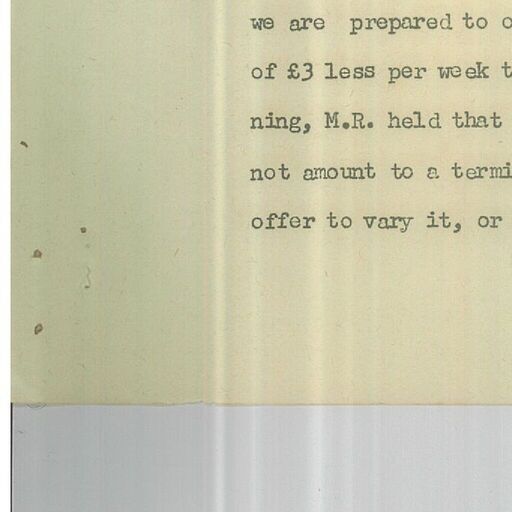 we are prepared to
of £3 less per week
ning, M.R. held that
not amount to a termi
offer to vary it, or